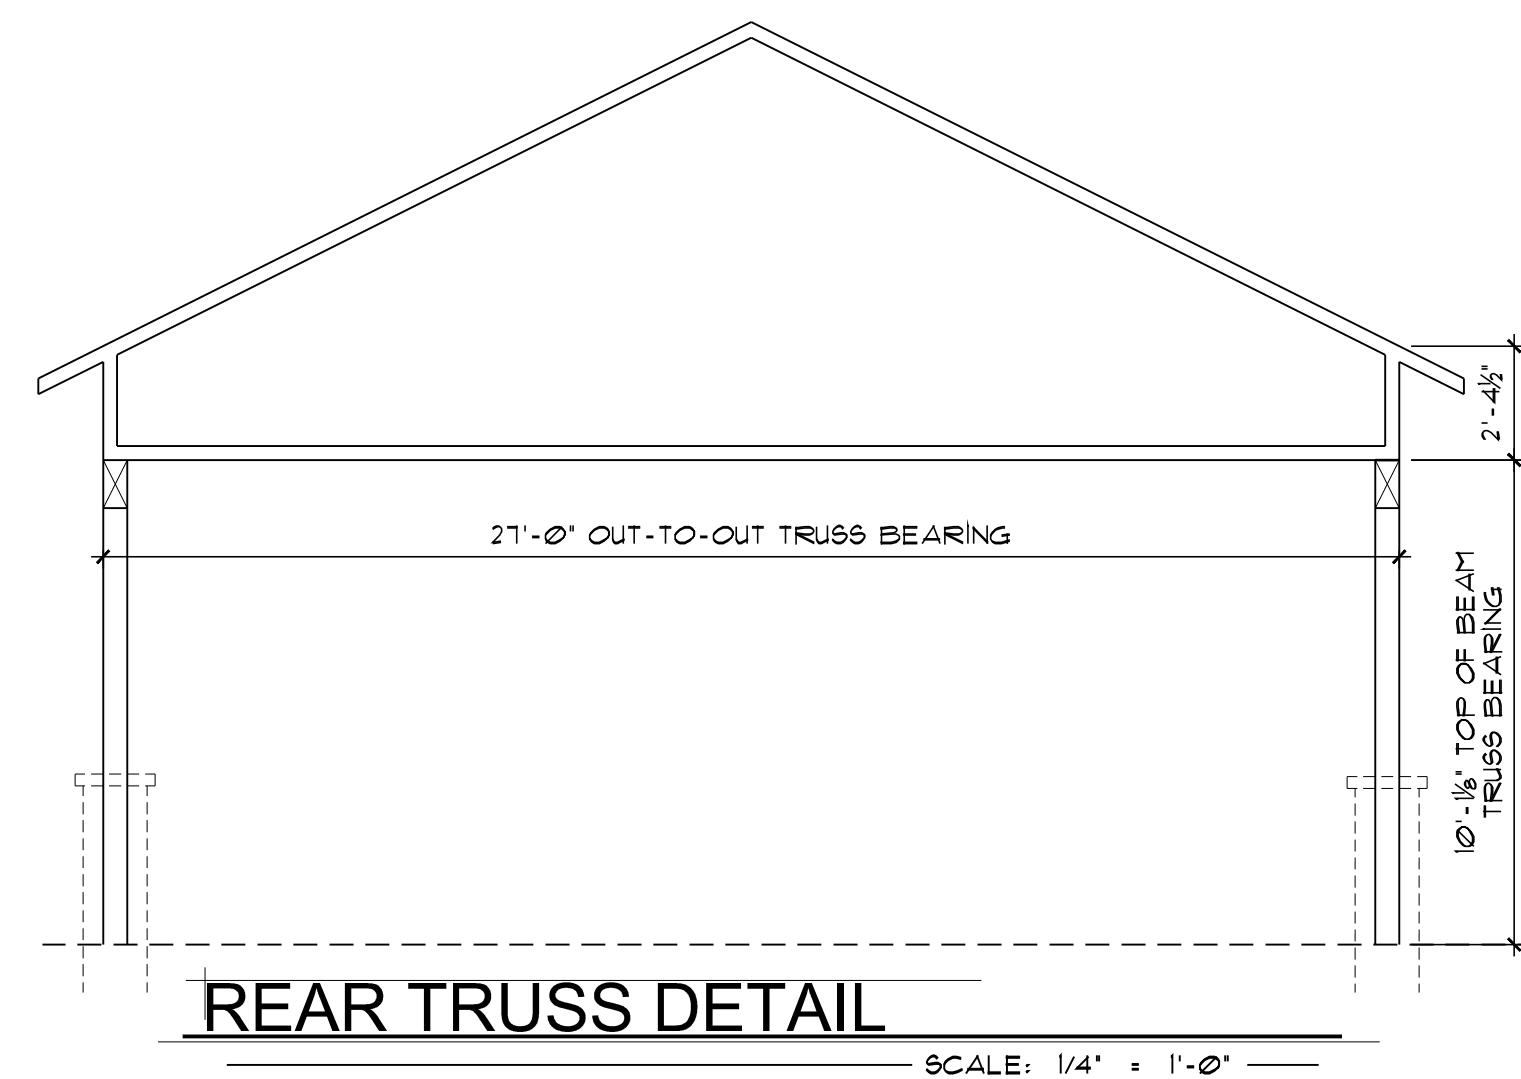 2'-4½"
27'-0" OUT-TO-OUT TRUSS BEARING
10'-1⅛" TOP OF BEAM
TRUSS BEARING
REAR TRUSS DETAIL
SCALE: 1/4" = 1'-0"